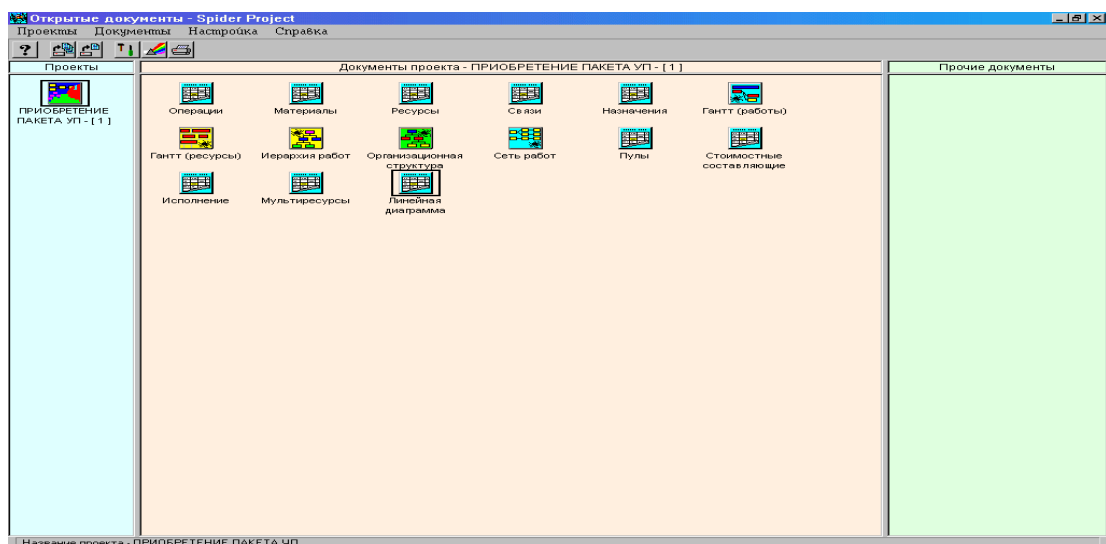 Открытые документы - Spider Project
Проекты Документы Настройка Справка
?
Проекты
Документы проекта - ПРИОБРЕТЕНИЕ ПАКЕТА УП - [ 1 ]
Прочие документы
ПРИОБРЕТЕНИЕ
ПАКЕТА УП - [ 1 ]
Операции
Материалы
Ресурсы
Связи
Назначения
Гантт (работы)
Гантт (ресурсы)
Иерархия работ
Организационная
структура
Сеть работ
Пулы
Стоимостные
составляющие
Исполнение
Мультиресурсы
Линейная
диаграмма
Название проекта - ПРИОБРЕТЕНИЕ ПАКЕТА УП